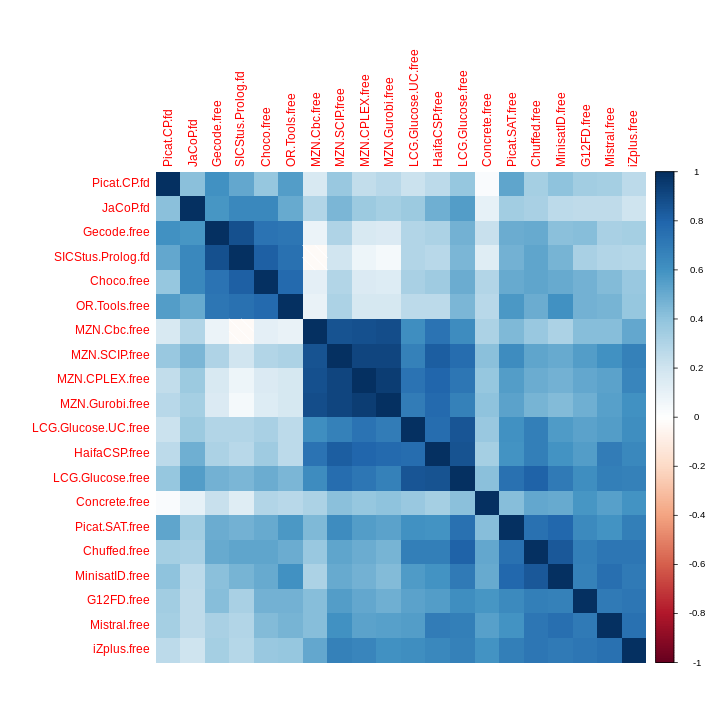 Picat.CP.fd
JaCoP.fd
Gecode.free
SICStus.Prolog.fd
Choco.free
OR.Tools.free
MZN.Cbc.free
MZN.SCIP.free
MZN.CPLEX.free
MZN.Gurobi.free
LCG.Glucose.UC.free
HaifaCSP.free
LCG.Glucose.free
Concrete.free
Picat.SAT.free
Chuffed.free
MinisatID.free
G12FD.free
Mistral.free
iZplus.free
Picat.CP.fd
JaCoP.fd
Gecode.free
SICStus.Prolog.fd
Choco.free
OR.Tools.free
MZN.Cbc.free
MZN.SCIP.free
MZN.CPLEX.free
MZN.Gurobi.free
LCG.Glucose.UC.free
HaifaCSP.free
LCG.Glucose.free
Concrete.free
Picat.SAT.free
Chuffed.free
MinisatID.free
G12FD.free
Mistral.free
iZplus.free
1
0.8
0.6
0.4
0.2
0
-0.2
-0.4
-0.6
-0.8
-1